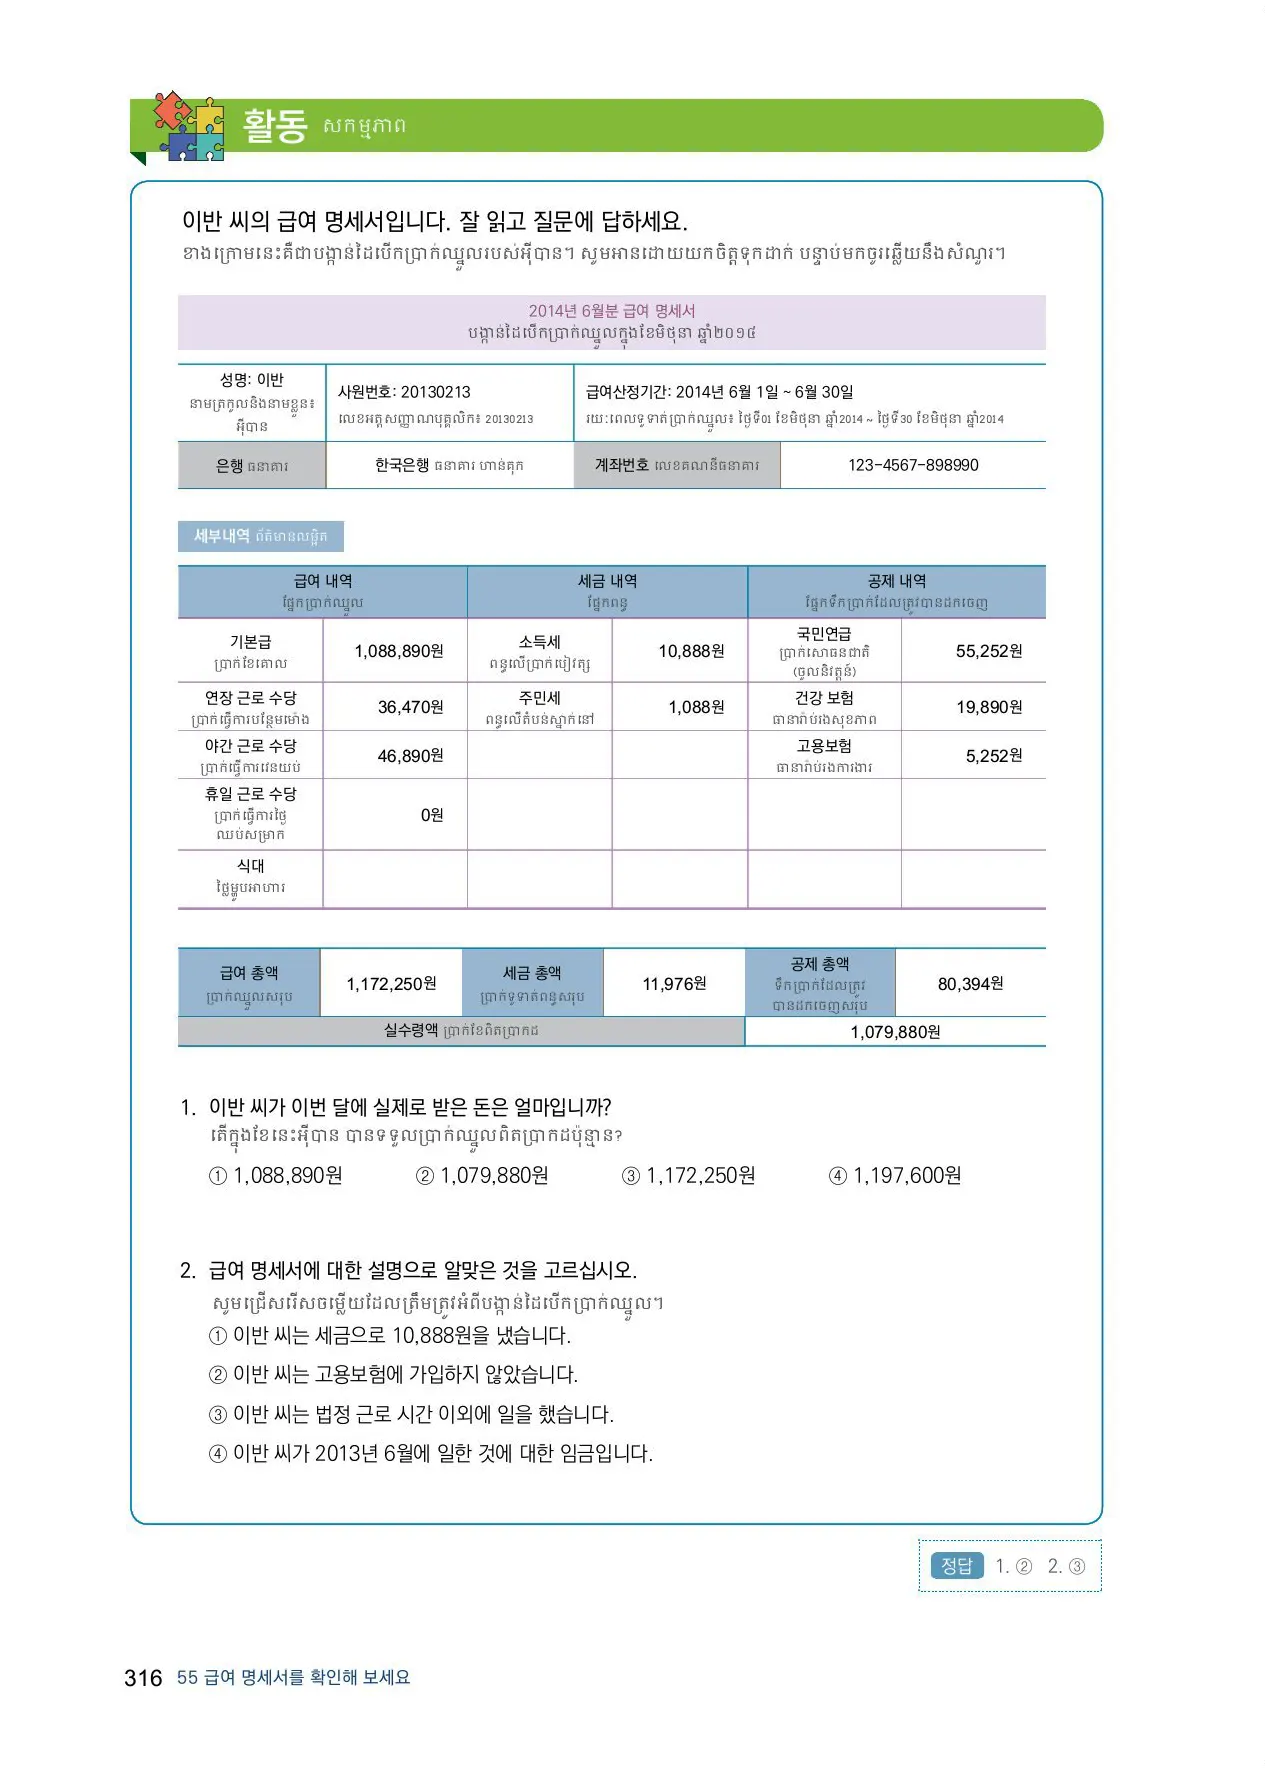 활동 សកម្មភាព
이반 씨의 급여 명세서입니다. 잘 읽고 질문에 답하세요.
ខាងក្រោមនេះគឺជាបង្កាន់ដៃបើកប្រាក់ឈ្នួលរបស់អ៊ីបាន។ សូមអានដោយយកចិត្តទុកដាក់ បន្ទាប់មកចូរឆ្លើយនឹងសំណួរ។
2014년 6월분 급여 명세서
បង្កាន់ដៃបើកប្រាក់ឈ្នួលក្នុងខែមិថុនា ឆ្នាំ២០១៤
성명: 이반
នាមត្រកូលនិងនាមខ្លួន៖
អ៊ីបាន
사원번호: 20130213
លេខអត្តសញ្ញាណបុគ្គលិក៖ 20130213
급여산정기간: 2014년 6월 1일 ~ 6월 30일
រយៈពេលទូទាត់ប្រាក់ឈ្នួល៖ ថ្ងៃទី01 ខែមិថុនា ឆ្នាំ2014 ~ ថ្ងៃទី30 ខែមិថុនា ឆ្នាំ2014
은행 ធនាគារ
한국은행 ធនាគារ ហាន់គុក
계좌번호 លេខគណនីធនាគារ
123-4567-898990
세부내역 ព័ត៌មានលម្អិត
급여 내역
ផ្នែកប្រាក់ឈ្នួល
세금 내역
ផ្នែកពន្ធ
공제 내역
ផ្នែកទឹកប្រាក់ដែលត្រូវបានដកចេញ
기본급
ប្រាក់ខែគោល
1,088,890원
소득세
ពន្ធលើប្រាក់បៀវត្ស
10,888원
국민연금
ប្រាក់សោធនជាតិ
(ចូលនិវត្តន៍)
55,252원
연장 근로 수당
ប្រាក់ធ្វើការបន្ថែមម៉ោង
36,470원
주민세
ពន្ធលើតំបន់ស្នាក់នៅ
1,088원
건강 보험
ធានារ៉ាប់រងសុខភាព
19,890원
야간 근로 수당
ប្រាក់ធ្វើការវេនយប់
46,890원
고용보험
ធានារ៉ាប់រងការងារ
5,252원
휴일 근로 수당
ប្រាក់ធ្វើការថ្ងៃ
ឈប់សម្រាក
0원
식대
ថ្លៃម្ហូបអាហារ
급여 총액
ប្រាក់ឈ្នួលសរុប
1,172,250원
세금 총액
ប្រាក់ទូទាត់ពន្ធសរុប
11,976원
공제 총액
ទឹកប្រាក់ដែលត្រូវ
បានដកចេញសរុប
80,394원
실수령액 ប្រាក់ខែពិតប្រាកដ
1,079,880원
1. 이반 씨가 이번 달에 실제로 받은 돈은 얼마입니까?
តើក្នុងខែនេះអ៊ីបាន បានទទួលប្រាក់ឈ្នួលពិតប្រាកដប៉ុន្មាន?
① 1,088,890원 ② 1,079,880원 ③ 1,172,250원 ④ 1,197,600원
2. 급여 명세서에 대한 설명으로 알맞은 것을 고르십시오.
សូមជ្រើសរើសចម្លើយដែលត្រឹមត្រូវអំពីបង្កាន់ដៃបើកប្រាក់ឈ្នួល។
① 이반 씨는 세금으로 10,888원을 냈습니다.
② 이반 씨는 고용보험에 가입하지 않았습니다.
③ 이반 씨는 법정 근로 시간 이외에 일을 했습니다.
④ 이반 씨가 2013년 6월에 일한 것에 대한 임금입니다.
정답 1. ② 2. ③
316 55 급여 명세서를 확인해 보세요